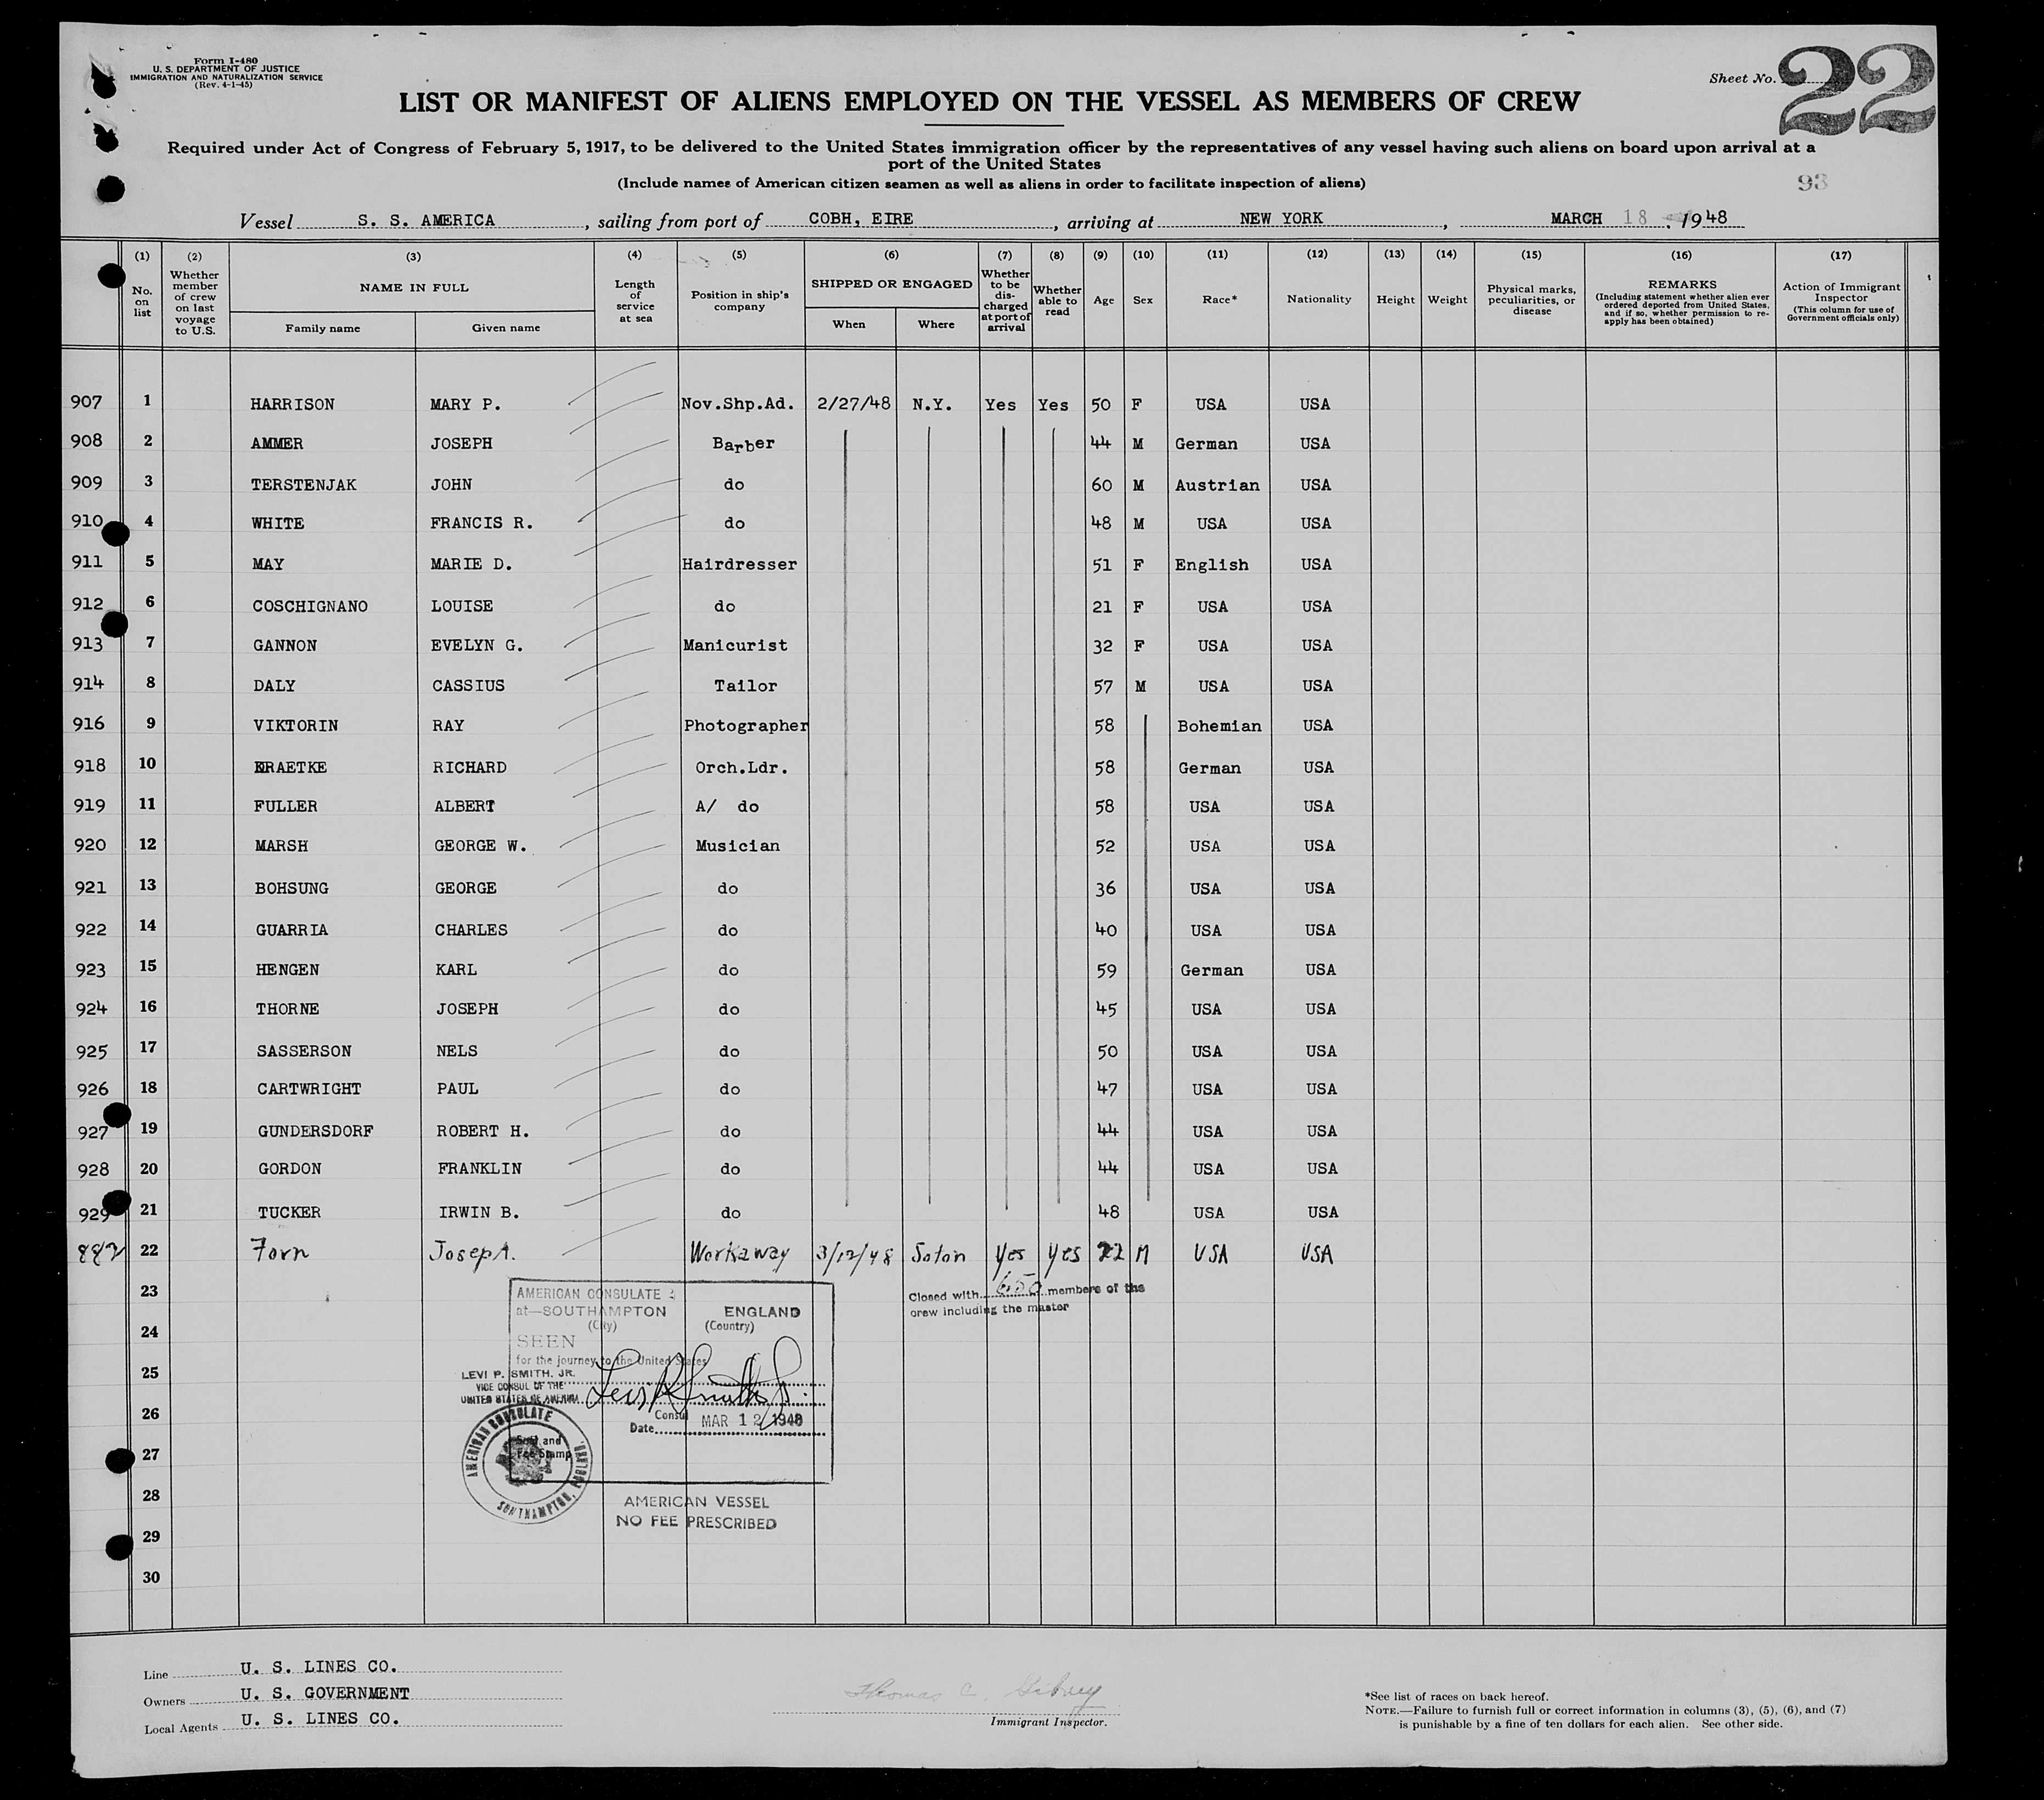 Form I-480
U. S. DEPARTMENT OF JUSTICE
IMMIGRATION AND NATURALIZATION SERVICE
(Rev. 4-1-45)
Sheet No. 22
LIST OR MANIFEST OF ALIENS EMPLOYED ON THE VESSEL AS MEMBERS OF CREW
Required under Act of Congress of February 5, 1917, to be delivered to the United States immigration officer by the representatives of any vessel having such aliens on board upon arrival at a
port of the United States
(Include names of American citizen seamen as well as aliens in order to facilitate inspection of aliens)
93
Vessel S. S. AMERICA, sailing from port of COBH, EIRE, arriving at NEW YORK, MARCH 18, 1948
(1) No. on list
(2) Whether member of crew on last voyage to U.S.
(3) NAME IN FULL Family name Given name
(4) Length of service at sea
(5) Position in ship's company
(6) SHIPPED OR ENGAGED When Where
(7) Whether to be discharged at port of arrival
(8) Whether able to read
(9) Age
(10) Sex
(11) Race*
(12) Nationality
(13) Height
(14) Weight
(15) Physical marks, peculiarities, or disease
(16) REMARKS (Including statement whether alien ever ordered deported from United States, and if so, whether permission to re-apply has been obtained)
(17) Action of Immigrant Inspector (This column for use of Government officials only)
907 1 HARRISON MARY P. Nov.Shp.Ad. 2/27/48 N.Y. Yes Yes 50 F USA USA
908 2 AMMER JOSEPH Barber 44 M German USA
909 3 TERSTENJAK JOHN do 60 M Austrian USA
910 4 WHITE FRANCIS R. do 48 M USA USA
911 5 MAY MARIE D. Hairdresser 51 F English USA
912 6 COSCHIGNANO LOUISE do 21 F USA USA
913 7 GANNON EVELYN G. Manicurist 32 F USA USA
914 8 DALY CASSIUS Tailor 57 M USA USA
916 9 VIKTORIN RAY Photographer 58 Bohemian USA
918 10 KRAETKE RICHARD Orch.Ldr. 58 German USA
919 11 FULLER ALBERT A/ do 58 USA USA
920 12 MARSH GEORGE W. Musician 52 USA USA
921 13 BOHSUNG GEORGE do 36 USA USA
922 14 GUARRIA CHARLES do 40 USA USA
923 15 HENGEN KARL do 59 German USA
924 16 THORNE JOSEPH do 45 USA USA
925 17 SASSERSON NELS do 50 USA USA
926 18 CARTWRIGHT PAUL do 47 USA USA
927 19 GUNDERSDORF ROBERT H. do 44 USA USA
928 20 GORDON FRANKLIN do 44 USA USA
929 21 TUCKER IRWIN B. do 48 USA USA
882 22 Forn Josep A. Workaway 3/12/48 Soton Yes Yes 22 M USA USA
23
Closed with 650 members of the
crew including the master
24
25
26
27
28
29
30
AMERICAN CONSULATE
at—SOUTHAMPTON ENGLAND
(City) (Country)
SEEN
for the journey to the United States
LEVI P. SMITH, JR.
VICE CONSUL OF THE
UNITED STATES OF AMERICA
Levi P Smith Jr.
Consul
Date MAR 12 1948
AMERICAN CONSULATE
SOUTHAMPTON, ENGLAND.
Seal and
Fee Stamp
AMERICAN VESSEL
NO FEE PRESCRIBED
Line U. S. LINES CO.
Owners U. S. GOVERNMENT
Local Agents U. S. LINES CO.
Thomas C.
Immigrant Inspector.
*See list of races on back hereof.
NOTE.—Failure to furnish full or correct information in columns (3), (5), (6), and (7)
is punishable by a fine of ten dollars for each alien. See other side.